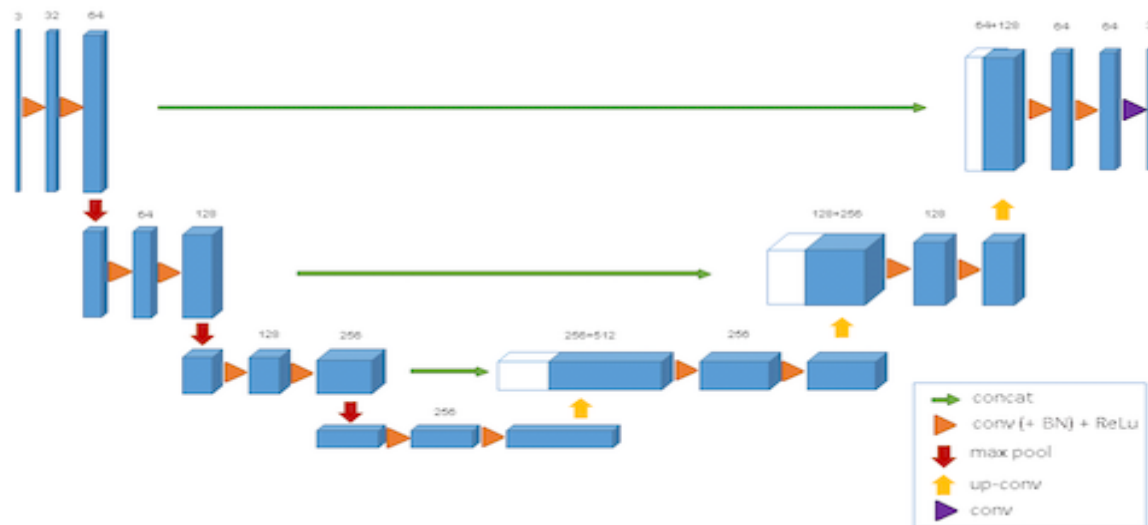 3 32 64
64+128 64 64
64 128
128+256 128
128 256
256+512 256
256
concat
conv (+ BN) + ReLu
max pool
up-conv
conv